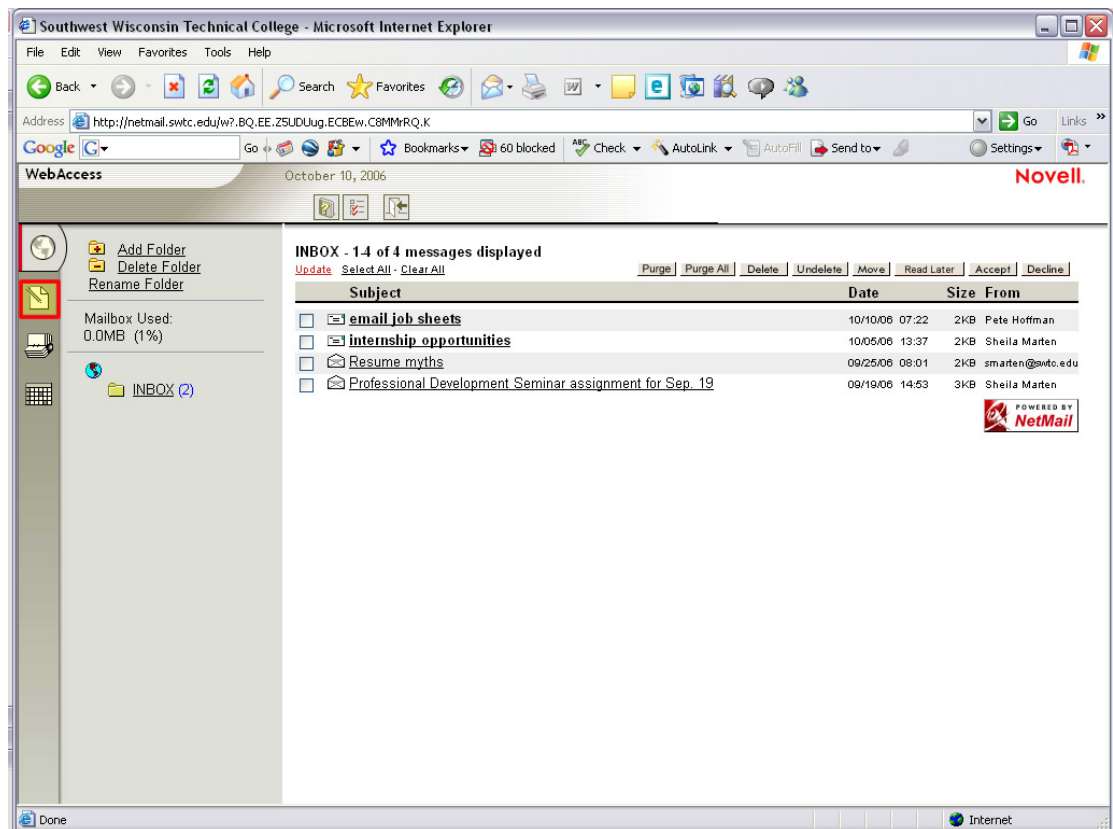 Southwest Wisconsin Technical College - Microsoft Internet Explorer
File Edit View Favorites Tools Help
Back Search Favorites
Address http://netmail.swtc.edu/w?.BQ.EE.Z5UDUug.ECBEw.C8MMrRQ.K Go Links »
Google G Go Bookmarks 60 blocked ABC Check AutoLink AutoFill Send to Settings
WebAccess October 10, 2006 Novell.
Add Folder
Delete Folder
Rename Folder
Mailbox Used:
0.0MB (1%)
INBOX (2)
INBOX - 1-4 of 4 messages displayed
Update Select All - Clear All Purge Purge All Delete Undelete Move Read Later Accept Decline
Subject Date Size From
email job sheets 10/10/06 07:22 2KB Pete Hoffman
internship opportunities 10/05/06 13:37 2KB Sheila Marten
Resume myths 09/25/06 08:01 2KB smarten@swtc.edu
Professional Development Seminar assignment for Sep. 19 09/19/06 14:53 3KB Sheila Marten
POWERED BY
NetMail
Done Internet